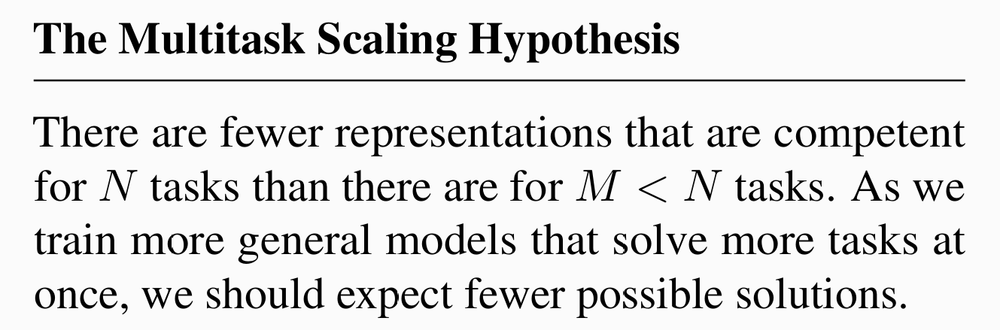 The Multitask Scaling Hypothesis
There are fewer representations that are competent
for N tasks than there are for M < N tasks. As we
train more general models that solve more tasks at
once, we should expect fewer possible solutions.